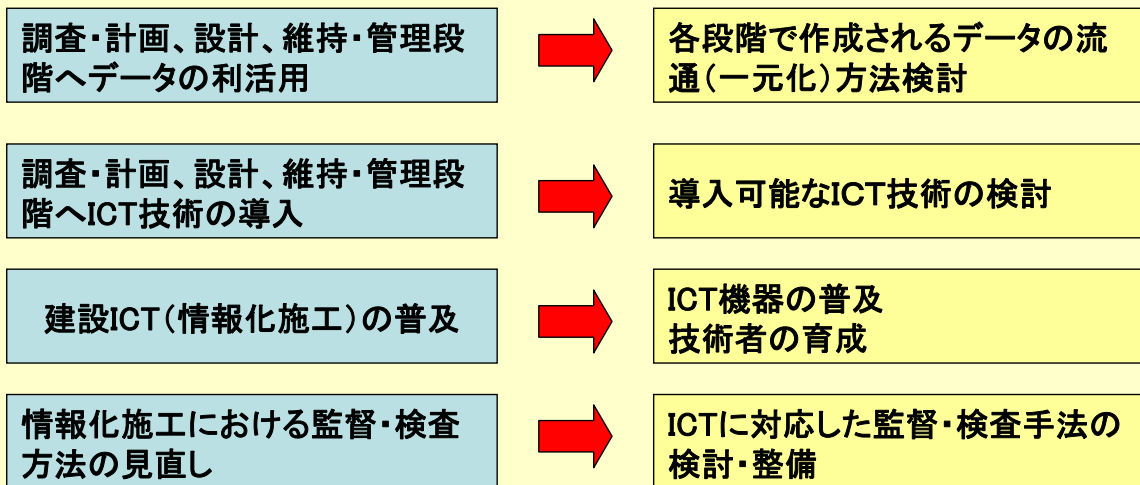 調査・計画、設計、維持・管理段
階へデータの利活用
各段階で作成されるデータの流
通(一元化)方法検討
調査・計画、設計、維持・管理段
階へICT技術の導入
導入可能なICT技術の検討
建設ICT(情報化施工)の普及
ICT機器の普及
技術者の育成
情報化施工における監督・検査
方法の見直し
ICTに対応した監督・検査手法の
検討・整備